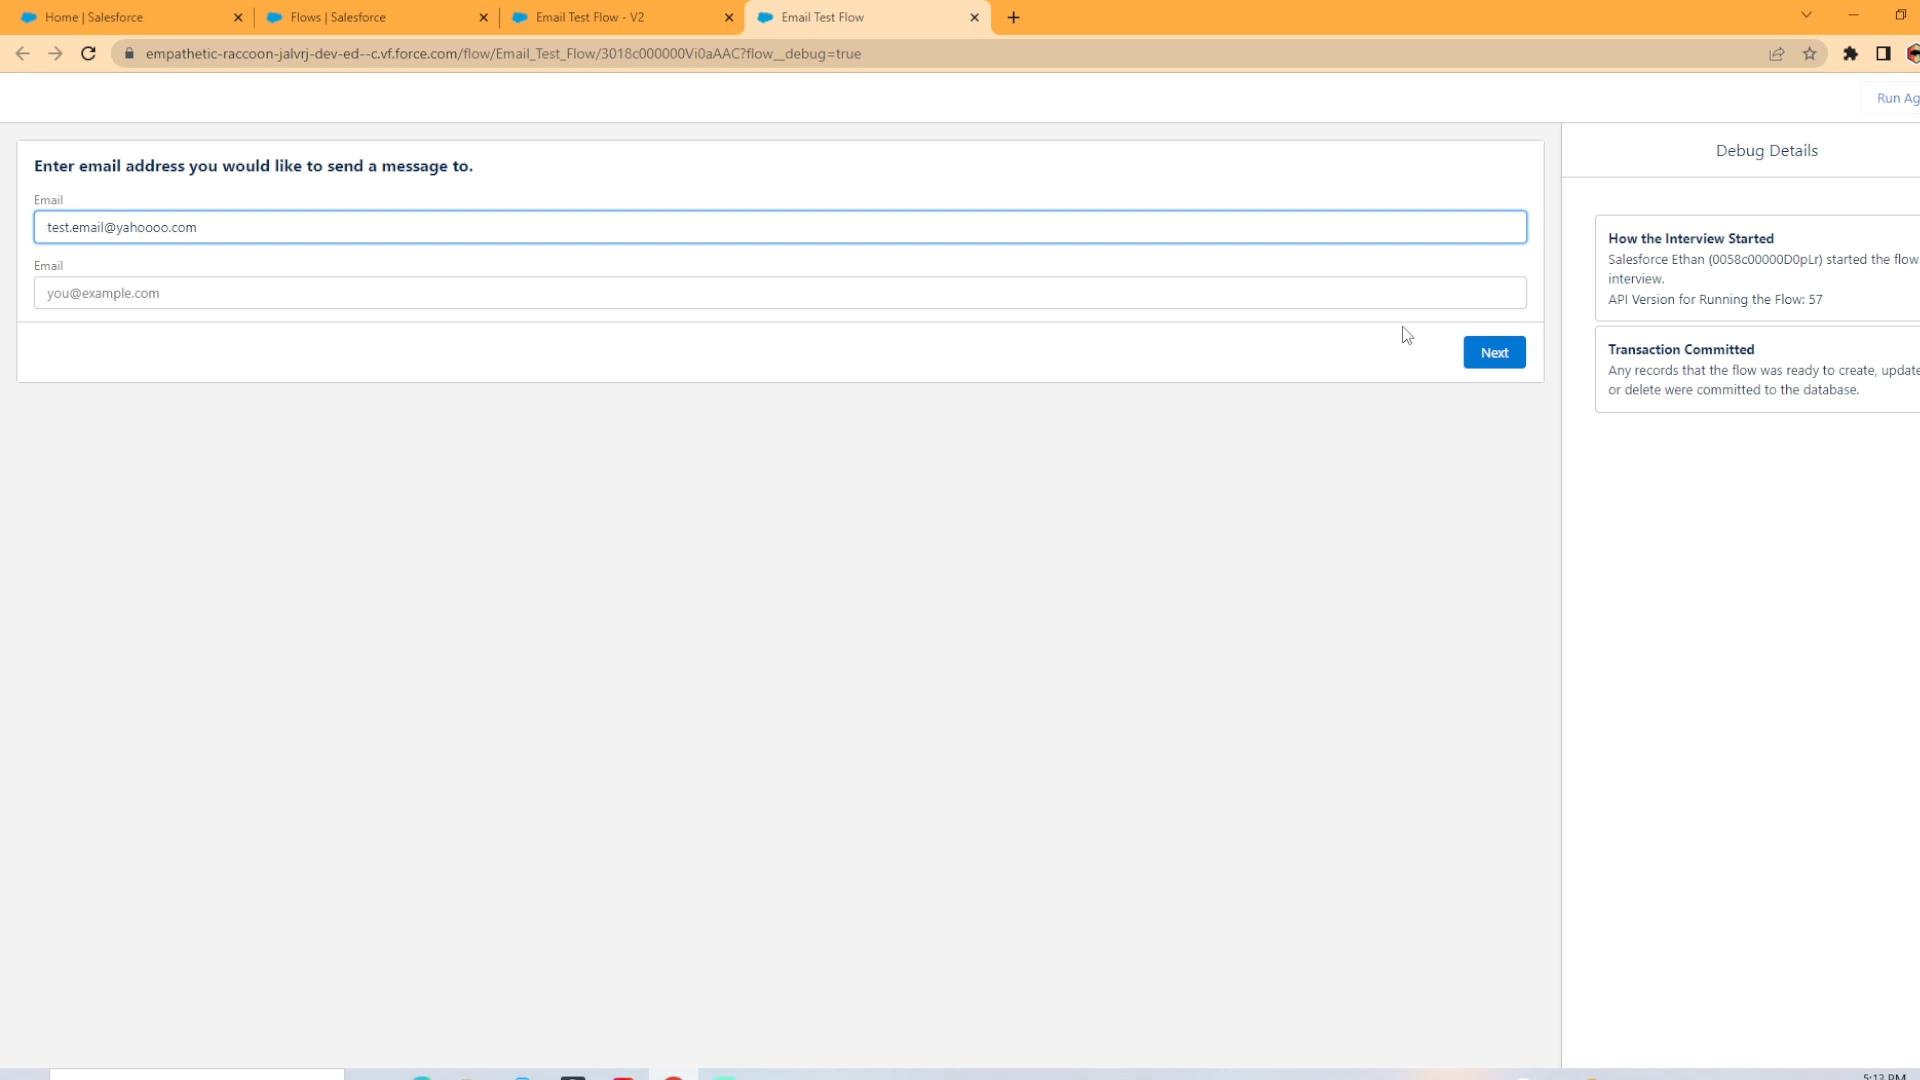 Home | Salesforce
Flows | Salesforce
Email Test Flow - V2
Email Test Flow
empathetic-raccoon-jalvrj-dev-ed--c.vf.force.com/flow/Email_Test_Flow/3018c000000Vi0aAAC?flow__debug=true
Run Ag
Enter email address you would like to send a message to.
Email
test.email@yahoooo.com
Email
you@example.com
Next
Debug Details
How the Interview Started
Salesforce Ethan (0058c00000D0pLr) started the flow
interview.
API Version for Running the Flow: 57
Transaction Committed
Any records that the flow was ready to create, update
or delete were committed to the database.
5:12 PM